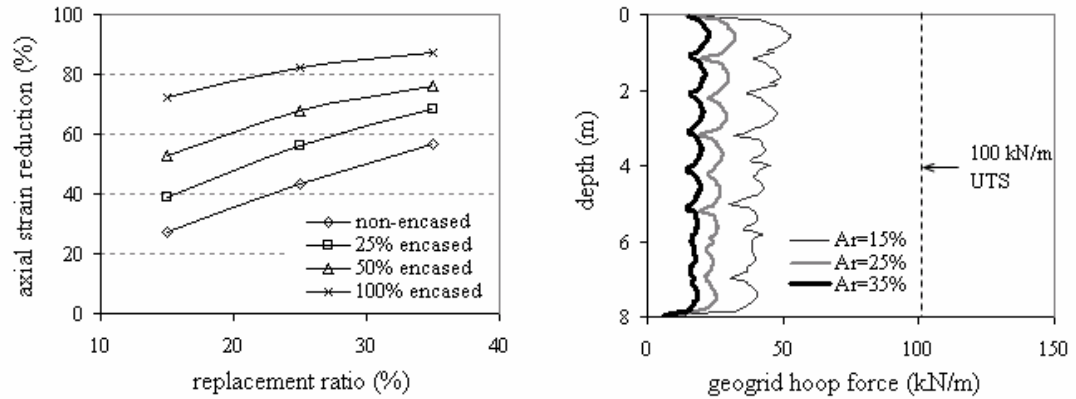 100
80
60
40
20
0
axial strain reduction (%)
non-encased
25% encased
50% encased
100% encased
10
20
30
40
replacement ratio (%)
0
2
4
6
8
depth (m)
100 kN/m
UTS
Ar=15%
Ar=25%
Ar=35%
0
50
100
150
geogrid hoop force (kN/m)